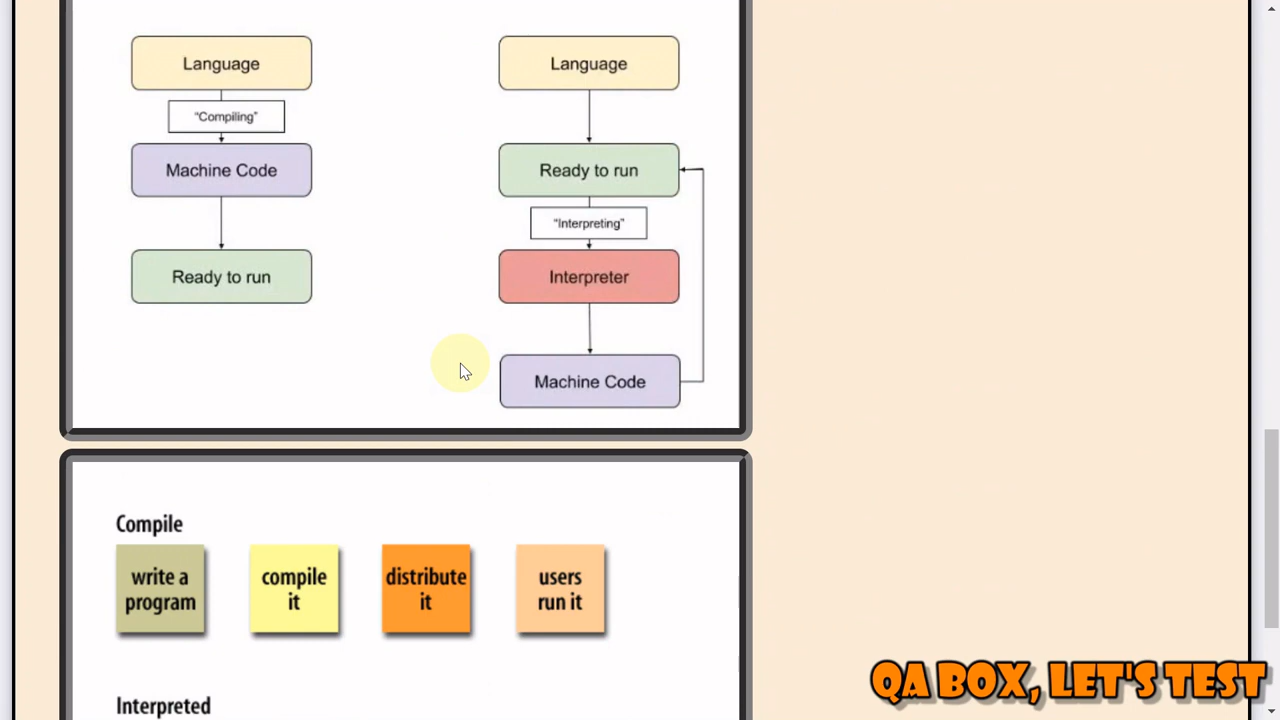 Language
"Compiling"
Machine Code
Ready to run
Language
Ready to run
"Interpreting"
Interpreter
Machine Code
Compile
write a
program
compile
it
distribute
it
users
run it
Interpreted
QA BOX, LET'S TEST